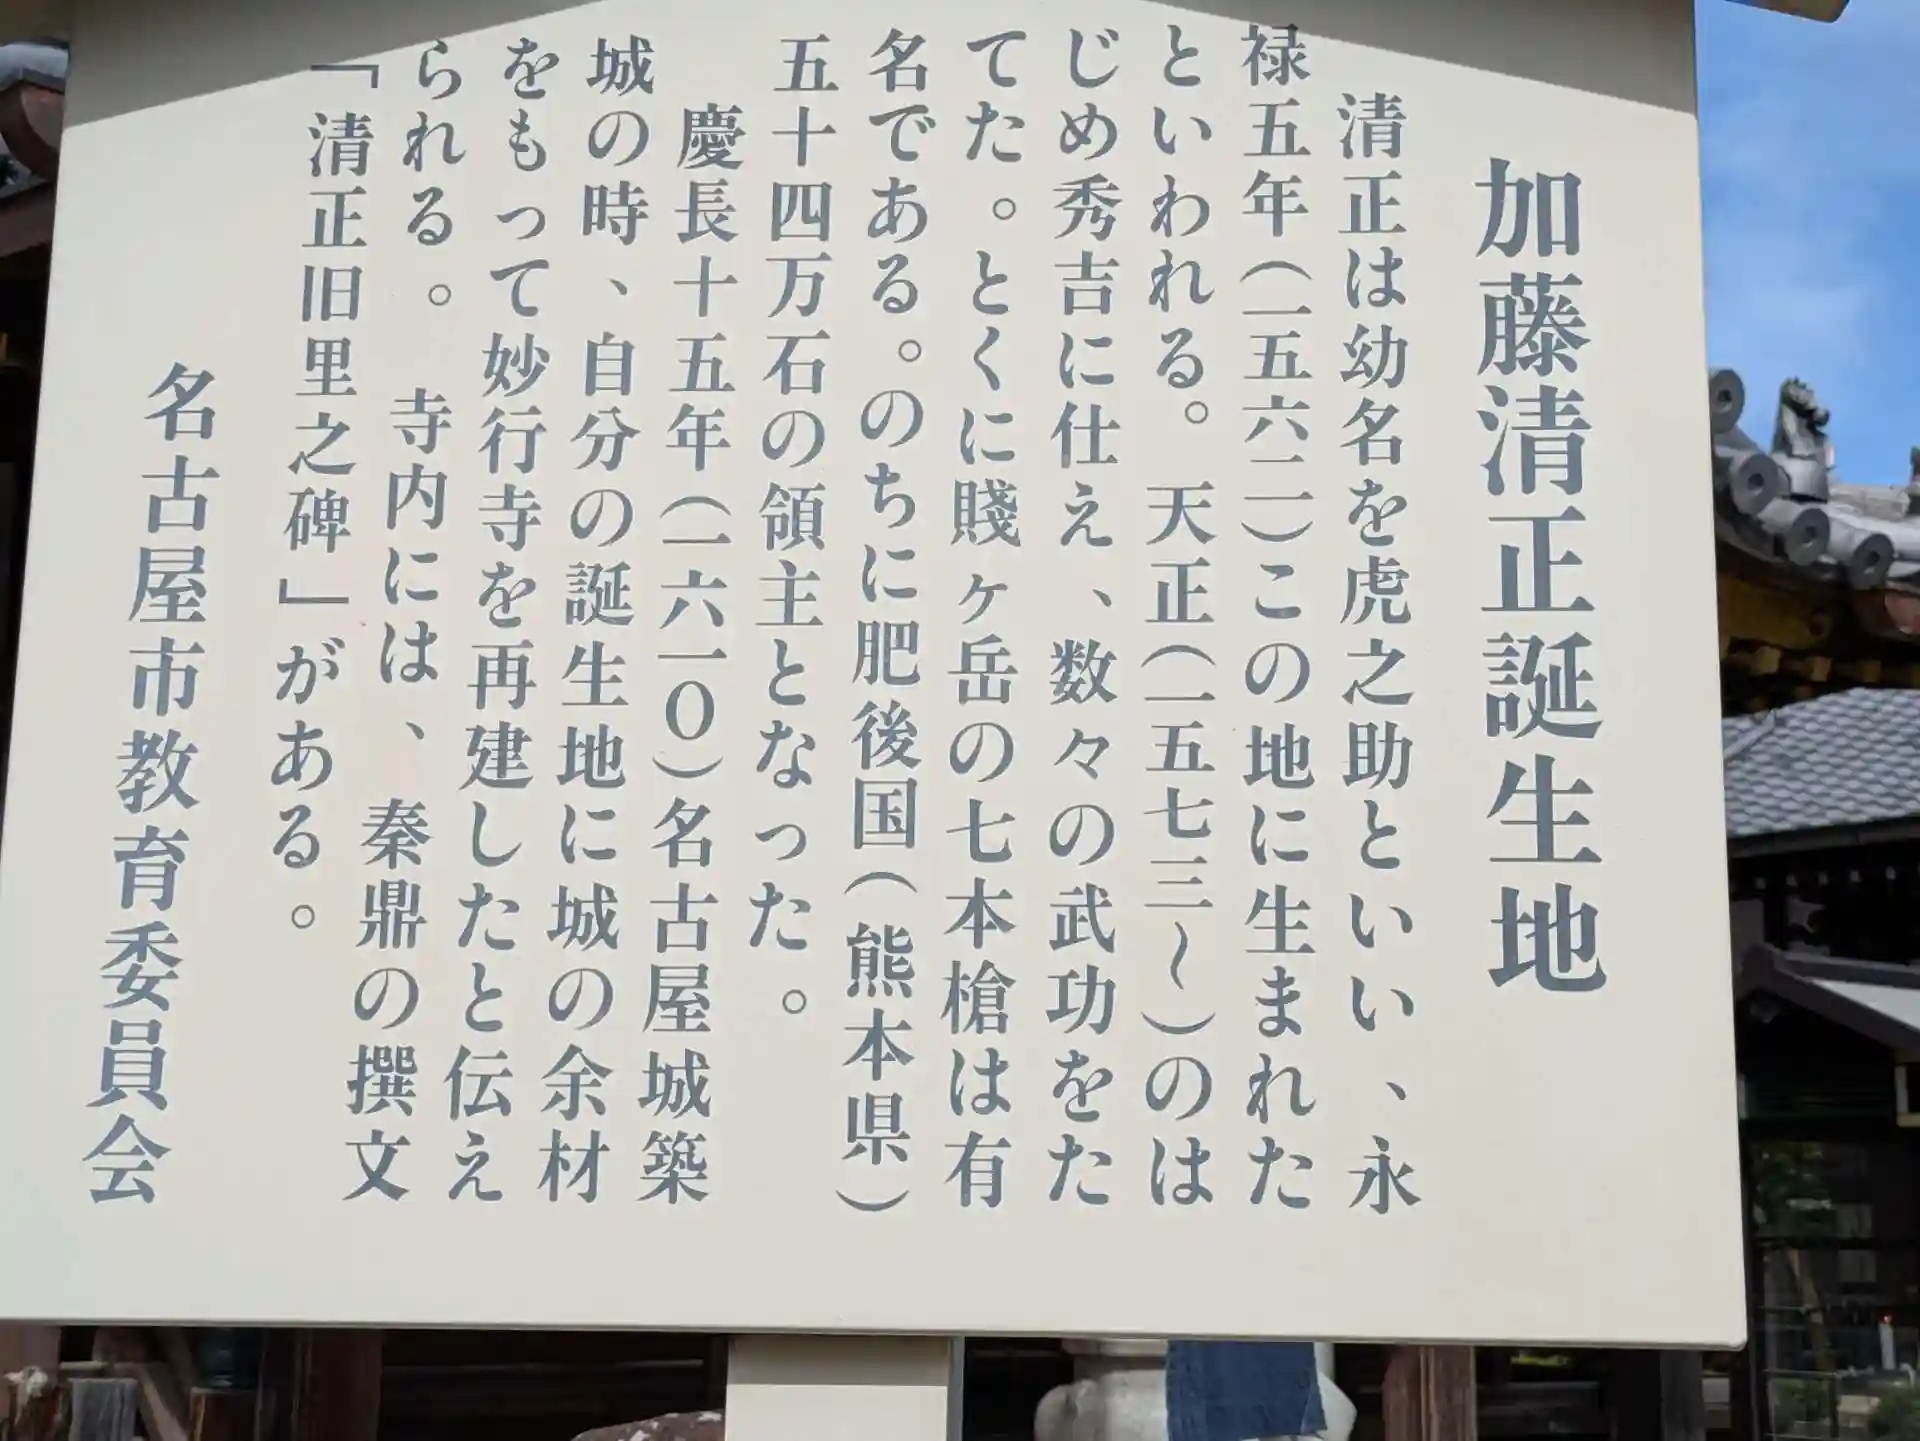 加藤清正誕生地
清正は幼名を虎之助といい、永
禄五年(一五六二)この地に生まれた
といわれる。天正(一五七三〜)のは
じめ秀吉に仕え、数々の武功をた
てた。とくに賤ヶ岳の七本槍は有
名である。のちに肥後国(熊本県)
五十四万石の領主となった。
慶長十五年(一六一〇)名古屋城築
城の時、自分の誕生地に城の余材
をもって妙行寺を再建したと伝え
られる。寺内には、秦鼎の撰文
「清正旧里之碑」がある。
名古屋市教育委員会